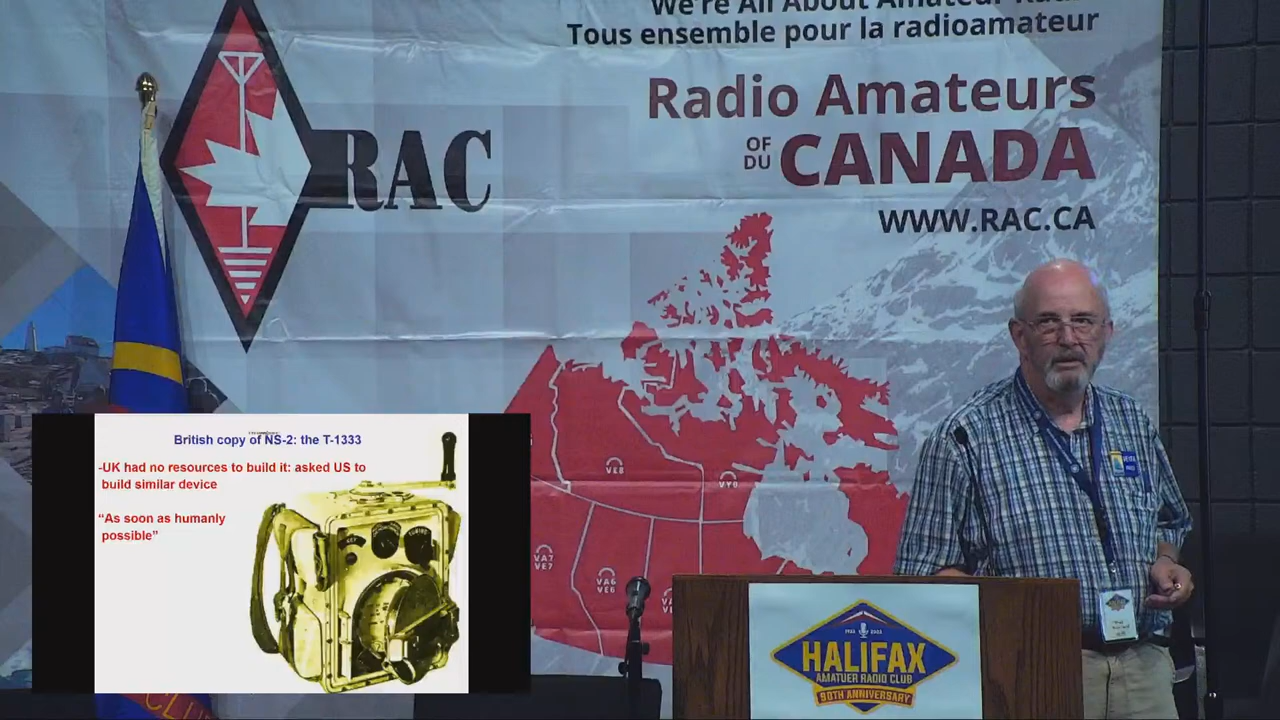 We're All About Amateur Radio
Tous ensemble pour la radioamateur
Radio Amateurs
OF
DU
CANADA
WWW.RAC.CA
RAC
VE8
VY0
VA7
VE7
VA6
VE6
British copy of NS-2: the T-1333
-UK had no resources to build it: asked US to
build similar device
“As soon as humanly
possible”
HALIFAX
AMATUER RADIO CLUB
90TH ANNIVERSARY